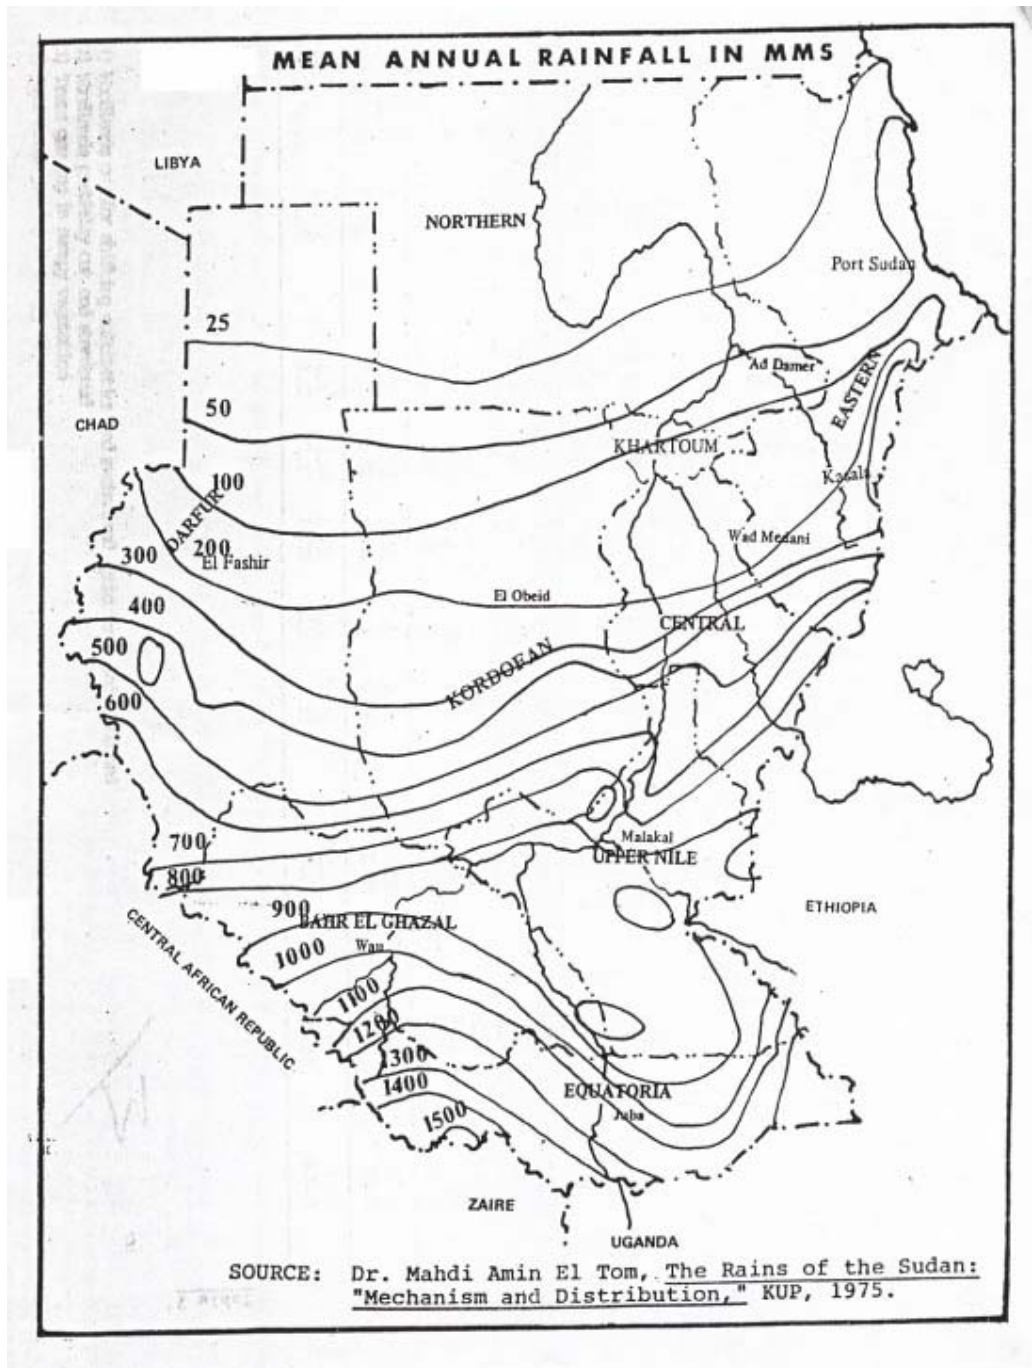 MEAN ANNUAL RAINFALL IN MMS
LIBYA
NORTHERN
Port Sudan
25
Ad Damer
50
EASTERN
CHAD
KHARTOUM
100
Kasala
DARFUR
200
Wad Medani
300
El Fashir
El Obeid
400
CENTRAL
500
KORDOFAN
600
700
Malakal
UPPER NILE
800
900
ETHIOPIA
BAHR EL GHAZAL
CENTRAL AFRICAN REPUBLIC
Wau
1000
1100
1200
1300
1400
EQUATORIA
Juba
1500
ZAIRE
UGANDA
SOURCE: Dr. Mahdi Amin El Tom, The Rains of the Sudan:
"Mechanism and Distribution," KUP, 1975.